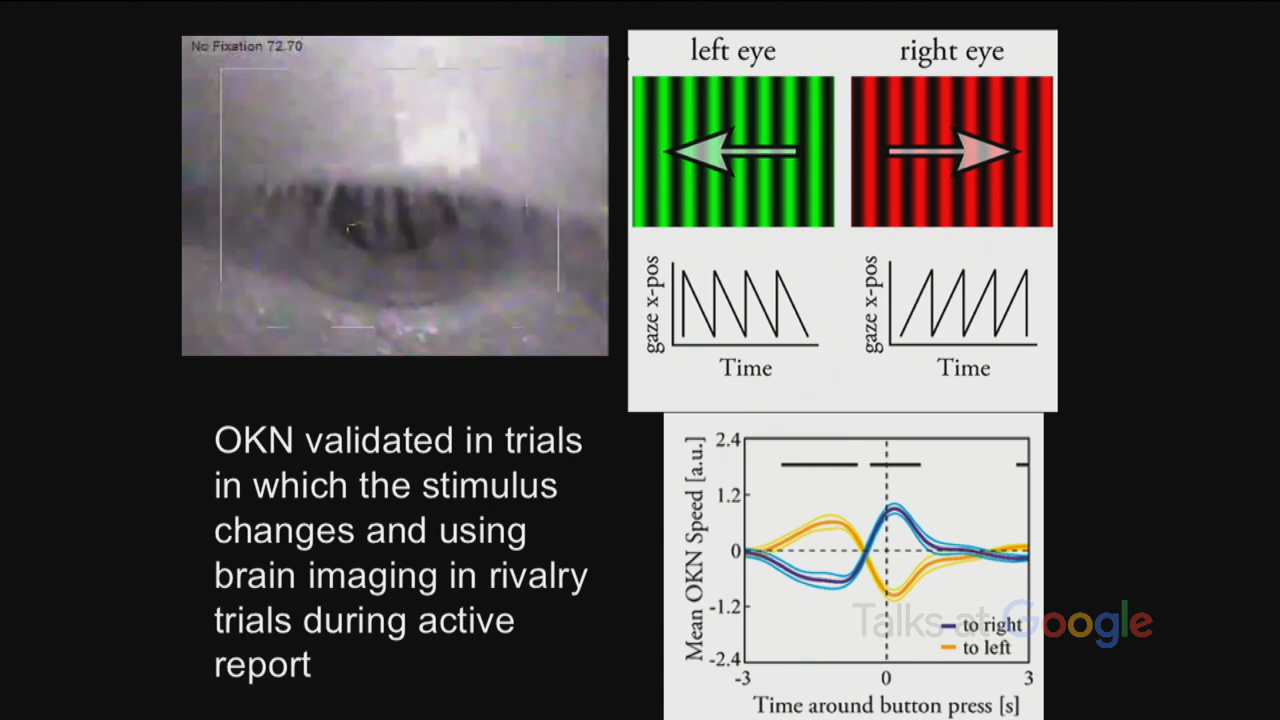 No Fixation 72.70
left eye
right eye
gaze x-pos
Time
gaze x-pos
Time
OKN validated in trials
in which the stimulus
changes and using
brain imaging in rivalry
trials during active
report
Mean OKN Speed [a.u.]
2.4
1.2
0
-1.2
-2.4
to right
to left
-3
0
3
Time around button press [s]
Talks at Google